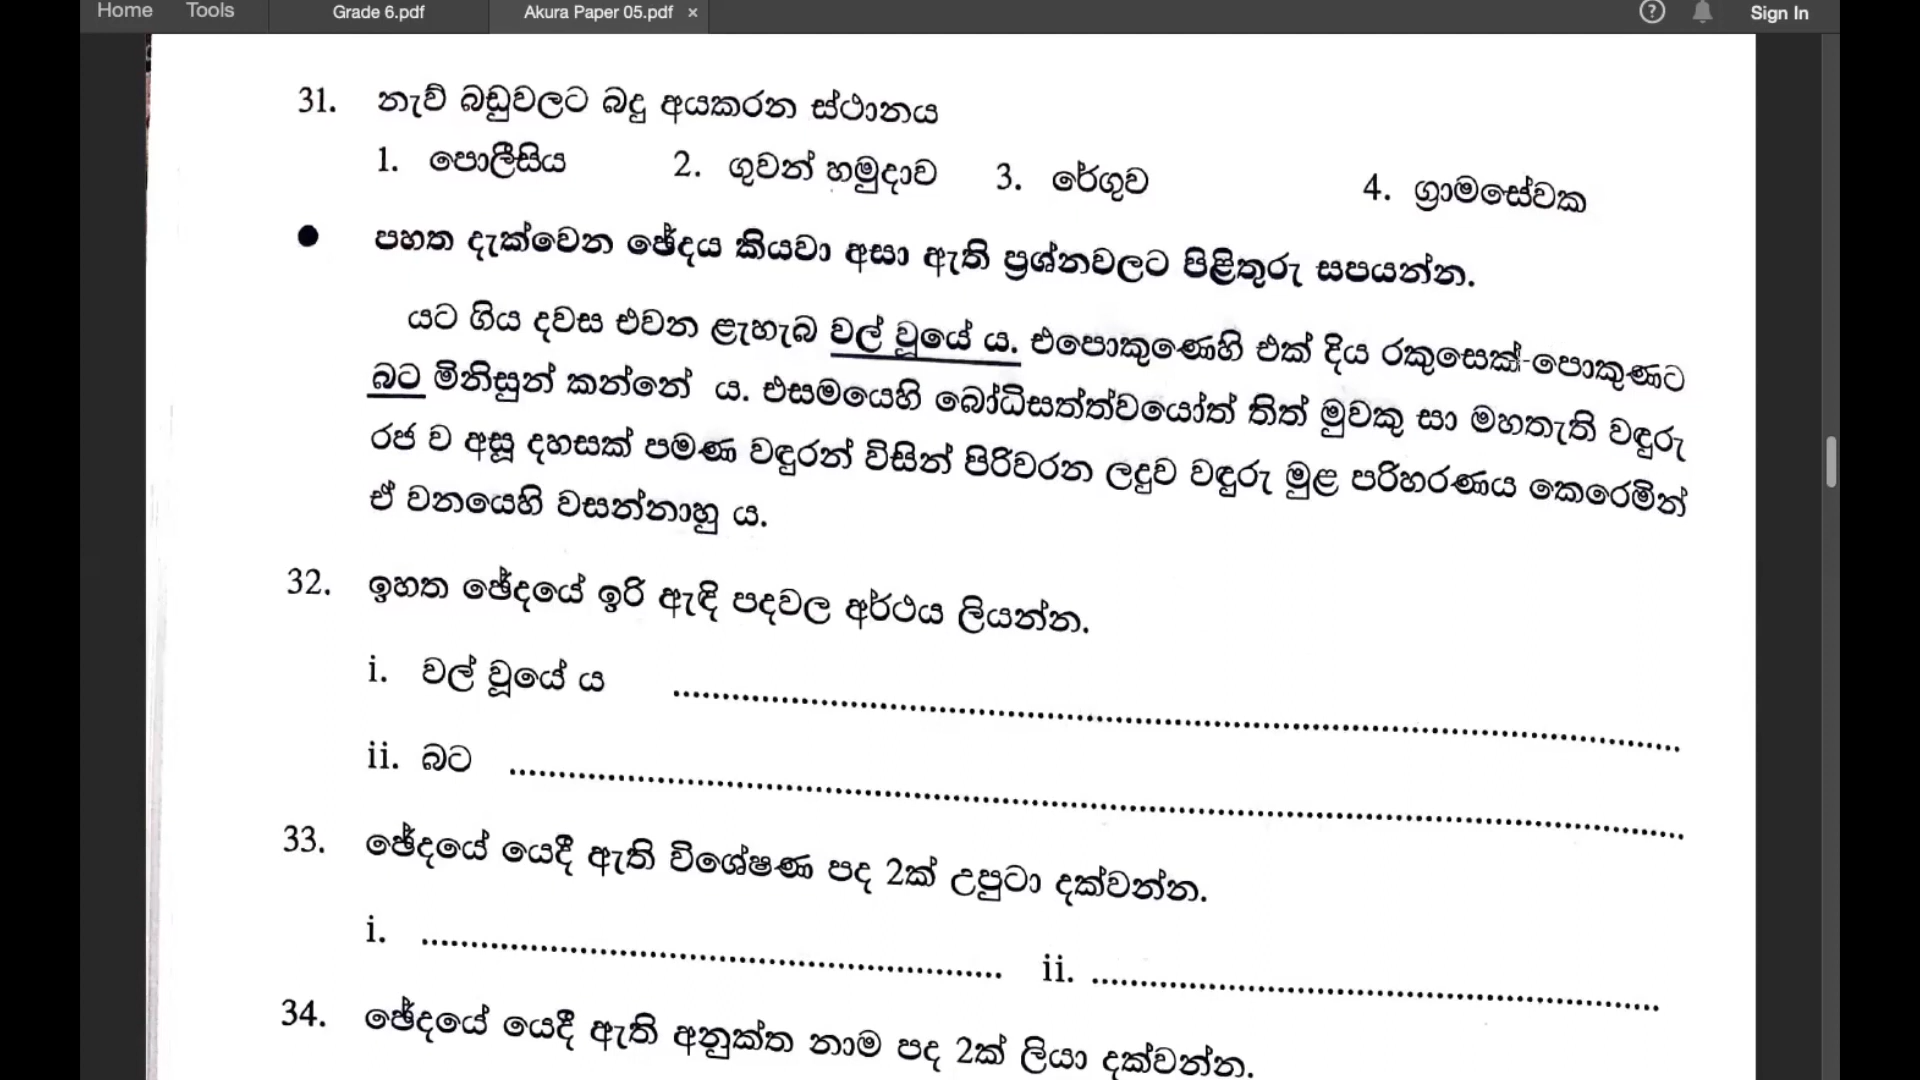 Home Tools Grade 6.pdf Akura Paper 05.pdf × ? Sign In
31. නැව් බඩුවලට බදු අයකරන ස්ථානය
1. පොලීසිය 2. ගුවන් හමුදාව 3. රේගුව 4. ග්‍රාමසේවක
● පහත දැක්වෙන ඡේදය කියවා අසා ඇති ප්‍රශ්නවලට පිළිතුරු සපයන්න.
යට ගිය දවස එවන ළැහැබ වල් වූයේ ය. එපොකුණෙහි එක් දිය රකුසෙක්-පොකුණට
බට මිනිසුන් කන්නේ ය. එසමයෙහි බෝධිසත්ත්වයෝත් තිත් මුවකු සා මහතැති වඳුරු
රජ ව අසූ දහසක් පමණ වඳුරන් විසින් පිරිවරන ලදුව වඳුරු මුළ පරිහරණය කෙරෙමින්
ඒ වනයෙහි වසන්නාහු ය.
32. ඉහත ඡේදයේ ඉරි ඇඳි පදවල අර්ථය ලියන්න.
i. වල් වූයේ ය ....................
ii. බට ....................
33. ඡේදයේ යෙදී ඇති විශේෂණ පද 2ක් උපුටා දක්වන්න.
i. .................... ii. ....................
34. ඡේදයේ යෙදී ඇති අනුක්ත නාම පද 2ක් ලියා දක්වන්න.